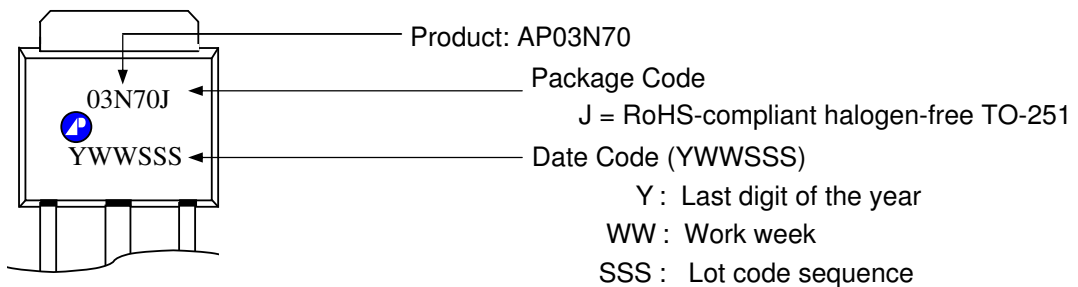 Product: AP03N70
03N70J
Package Code
J = RoHS-compliant halogen-free TO-251
AP
YWWSSS
Date Code (YWWSSS)
Y : Last digit of the year
WW : Work week
SSS : Lot code sequence